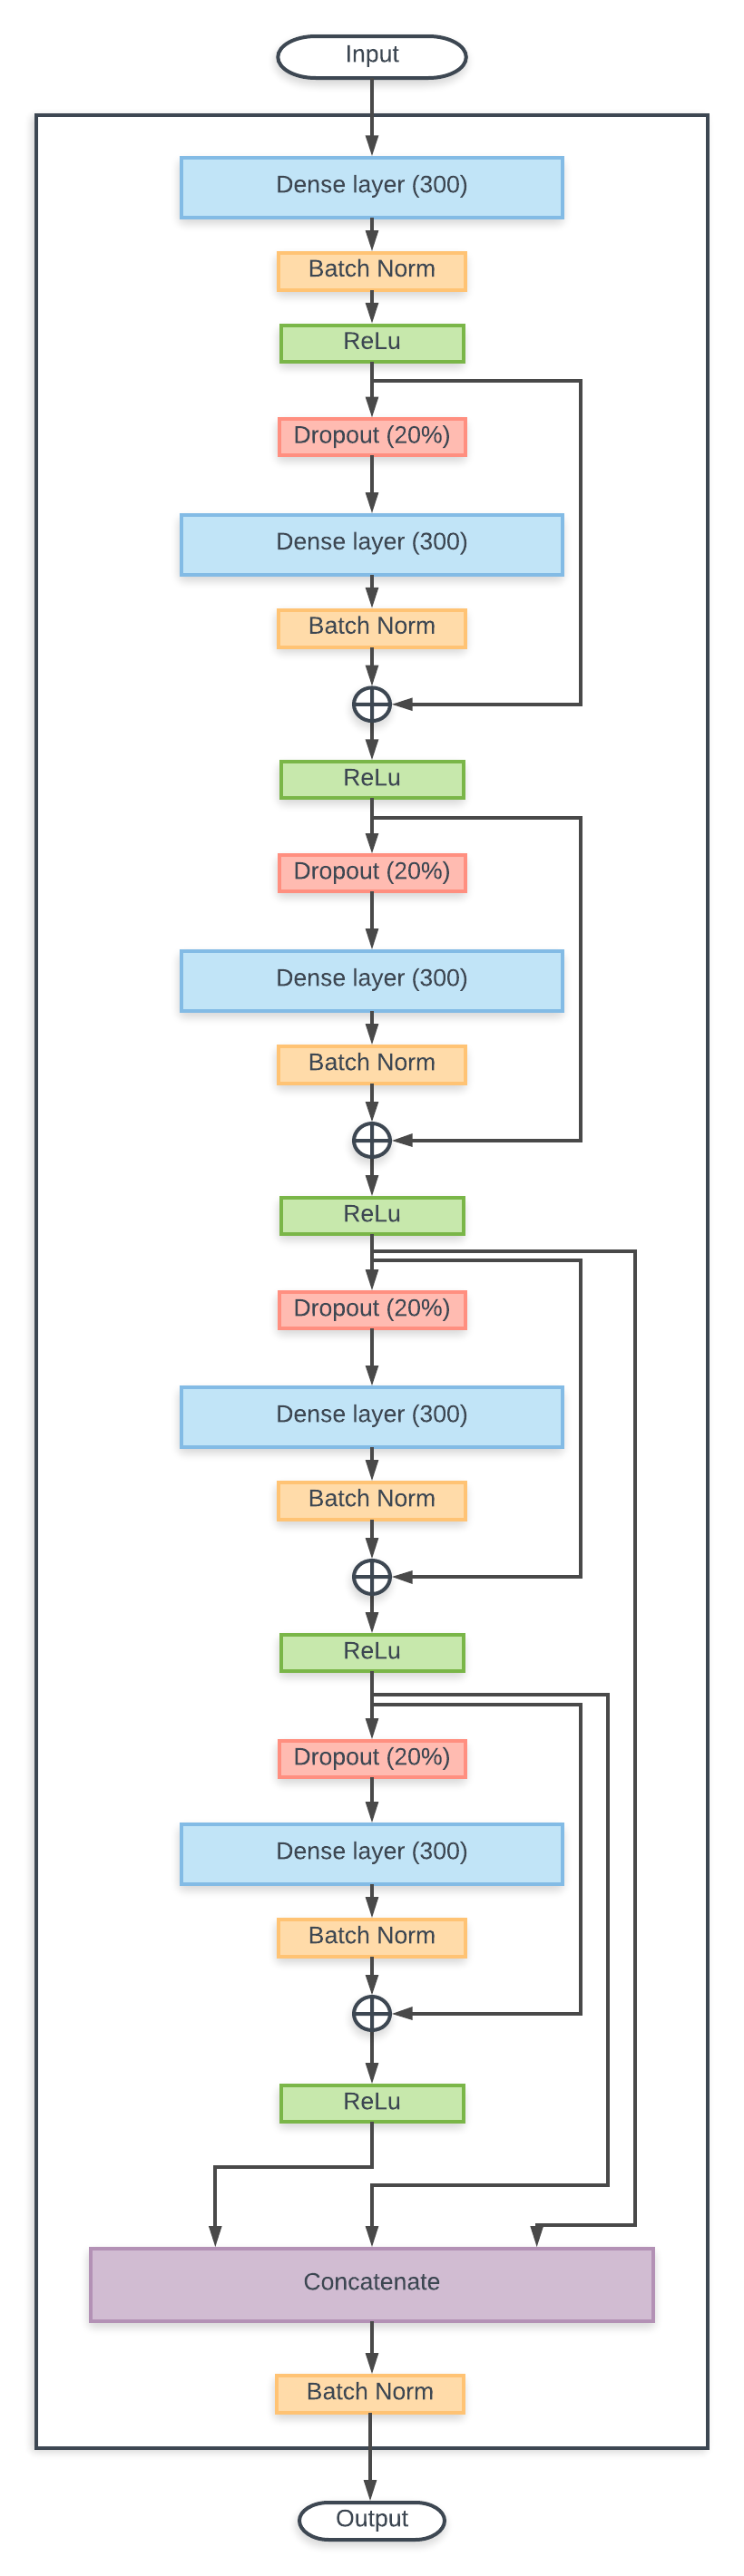 Input
Dense layer (300)
Batch Norm
ReLu
Dropout (20%)
Dense layer (300)
Batch Norm
ReLu
Dropout (20%)
Dense layer (300)
Batch Norm
ReLu
Dropout (20%)
Dense layer (300)
Batch Norm
ReLu
Dropout (20%)
Dense layer (300)
Batch Norm
ReLu
Concatenate
Batch Norm
Output